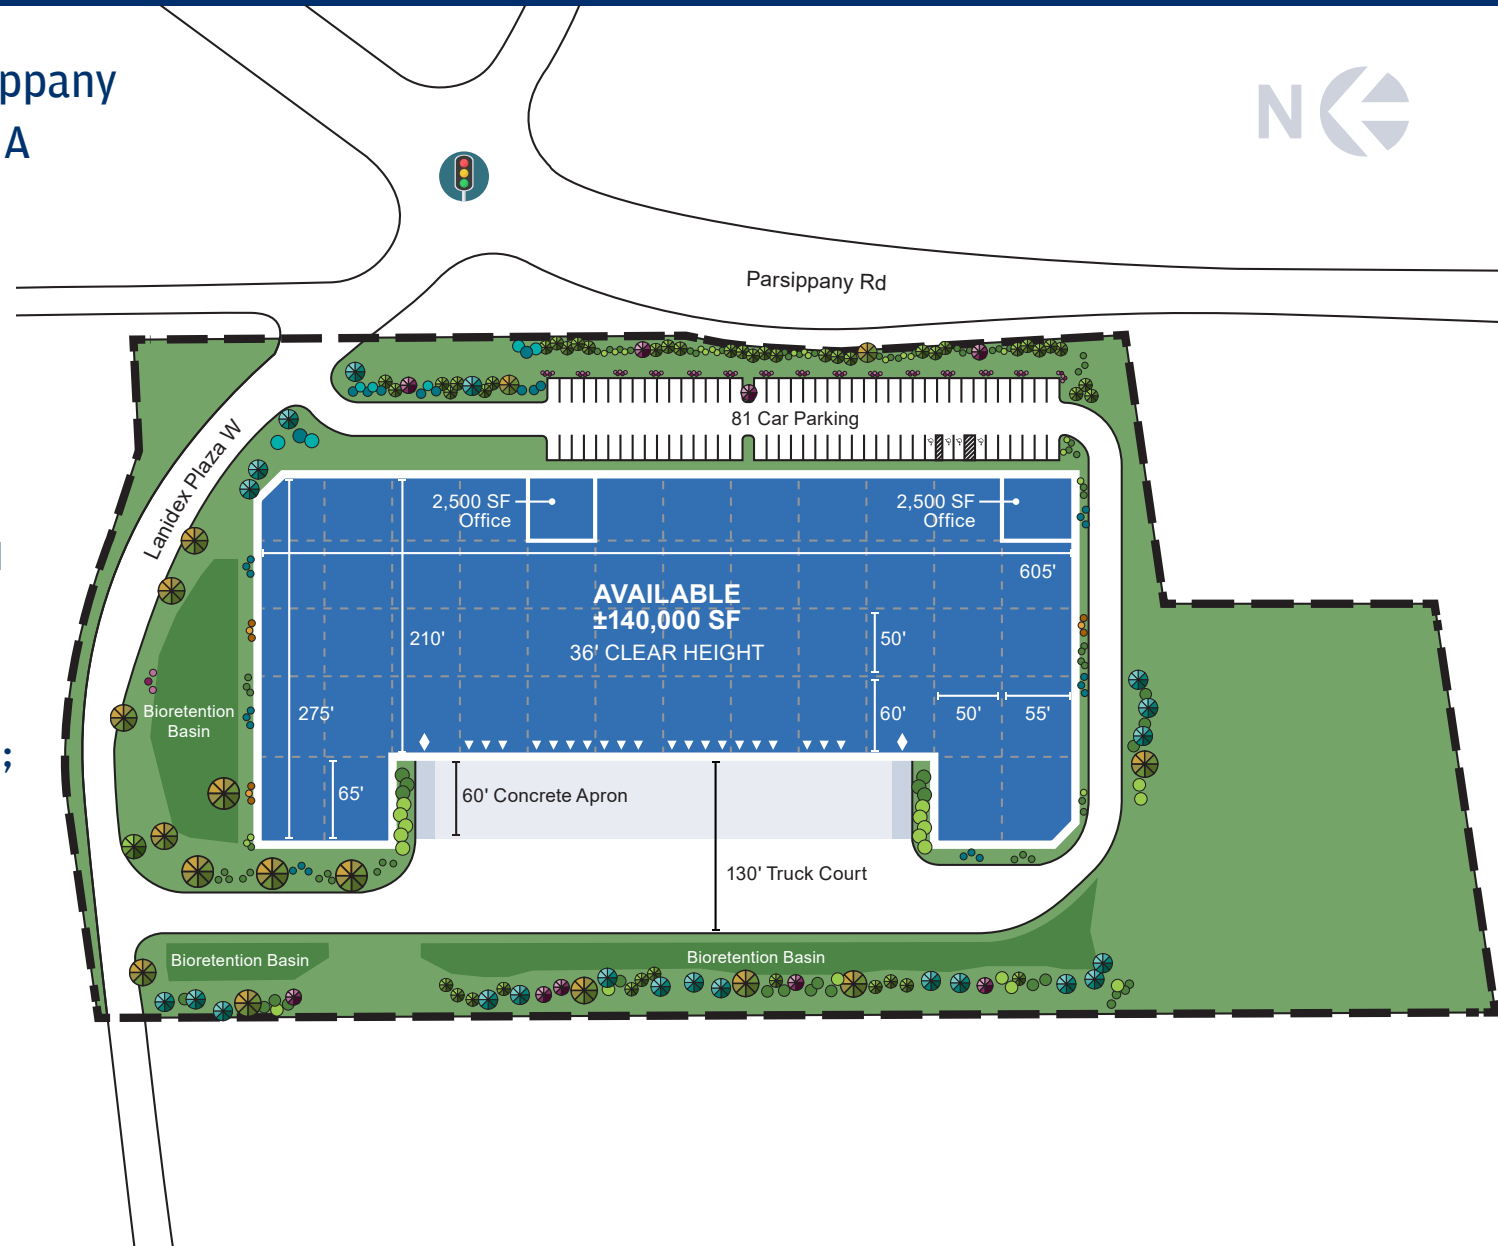 ppany
A
;
N
Parsippany Rd
81 Car Parking
Lanidex Plaza W
2,500 SF
Office
2,500 SF
Office
605'
AVAILABLE
±140,000 SF
36' CLEAR HEIGHT
210'
50'
275'
60'
50'
55'
65'
Bioretention
Basin
60' Concrete Apron
130' Truck Court
Bioretention Basin
Bioretention Basin